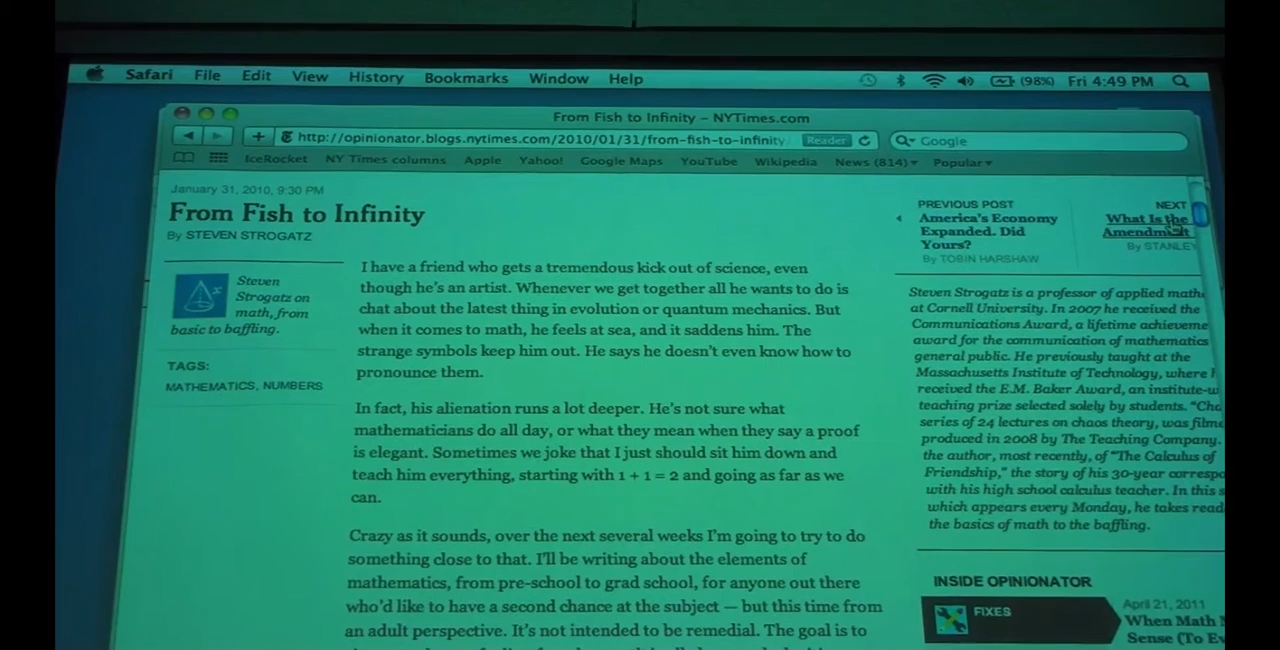 Safari File Edit View History Bookmarks Window Help (98%) Fri 4:49 PM
From Fish to Infinity – NYTimes.com
http://opinionator.blogs.nytimes.com/2010/01/31/from-fish-to-infinity Reader Google
IceRocket NY Times columns Apple Yahoo! Google Maps YouTube Wikipedia News (814) Popular
January 31, 2010, 9:30 PM
From Fish to Infinity
By STEVEN STROGATZ
Steven
Strogatz on
math, from
basic to baffling.
TAGS:
MATHEMATICS, NUMBERS
I have a friend who gets a tremendous kick out of science, even
though he's an artist. Whenever we get together all he wants to do is
chat about the latest thing in evolution or quantum mechanics. But
when it comes to math, he feels at sea, and it saddens him. The
strange symbols keep him out. He says he doesn't even know how to
pronounce them.
In fact, his alienation runs a lot deeper. He's not sure what
mathematicians do all day, or what they mean when they say a proof
is elegant. Sometimes we joke that I just should sit him down and
teach him everything, starting with 1 + 1 = 2 and going as far as we
can.
Crazy as it sounds, over the next several weeks I'm going to try to do
something close to that. I'll be writing about the elements of
mathematics, from pre-school to grad school, for anyone out there
who'd like to have a second chance at the subject — but this time from
an adult perspective. It's not intended to be remedial. The goal is to
PREVIOUS POST
America's Economy
Expanded. Did
Yours?
By TOBIN HARSHAW
NEXT
What Is the
By STANLEY
Steven Strogatz is a professor of applied math
at Cornell University. In 2007 he received the
Communications Award, a lifetime achieveme
award for the communication of mathematics
general public. He previously taught at the
Massachusetts Institute of Technology, where
received the E.M. Baker Award, an institute-w
teaching prize selected solely by students. "Cha
series of 24 lectures on chaos theory, was film
produced in 2008 by The Teaching Company.
the author, most recently, of "The Calculus of
Friendship," the story of his 30-year corresp
with his high school calculus teacher. In this s
which appears every Monday, he takes read
the basics of math to the baffling.
INSIDE OPINIONATOR
FIXES
April 21, 2011
When Math
Sense (To Ev